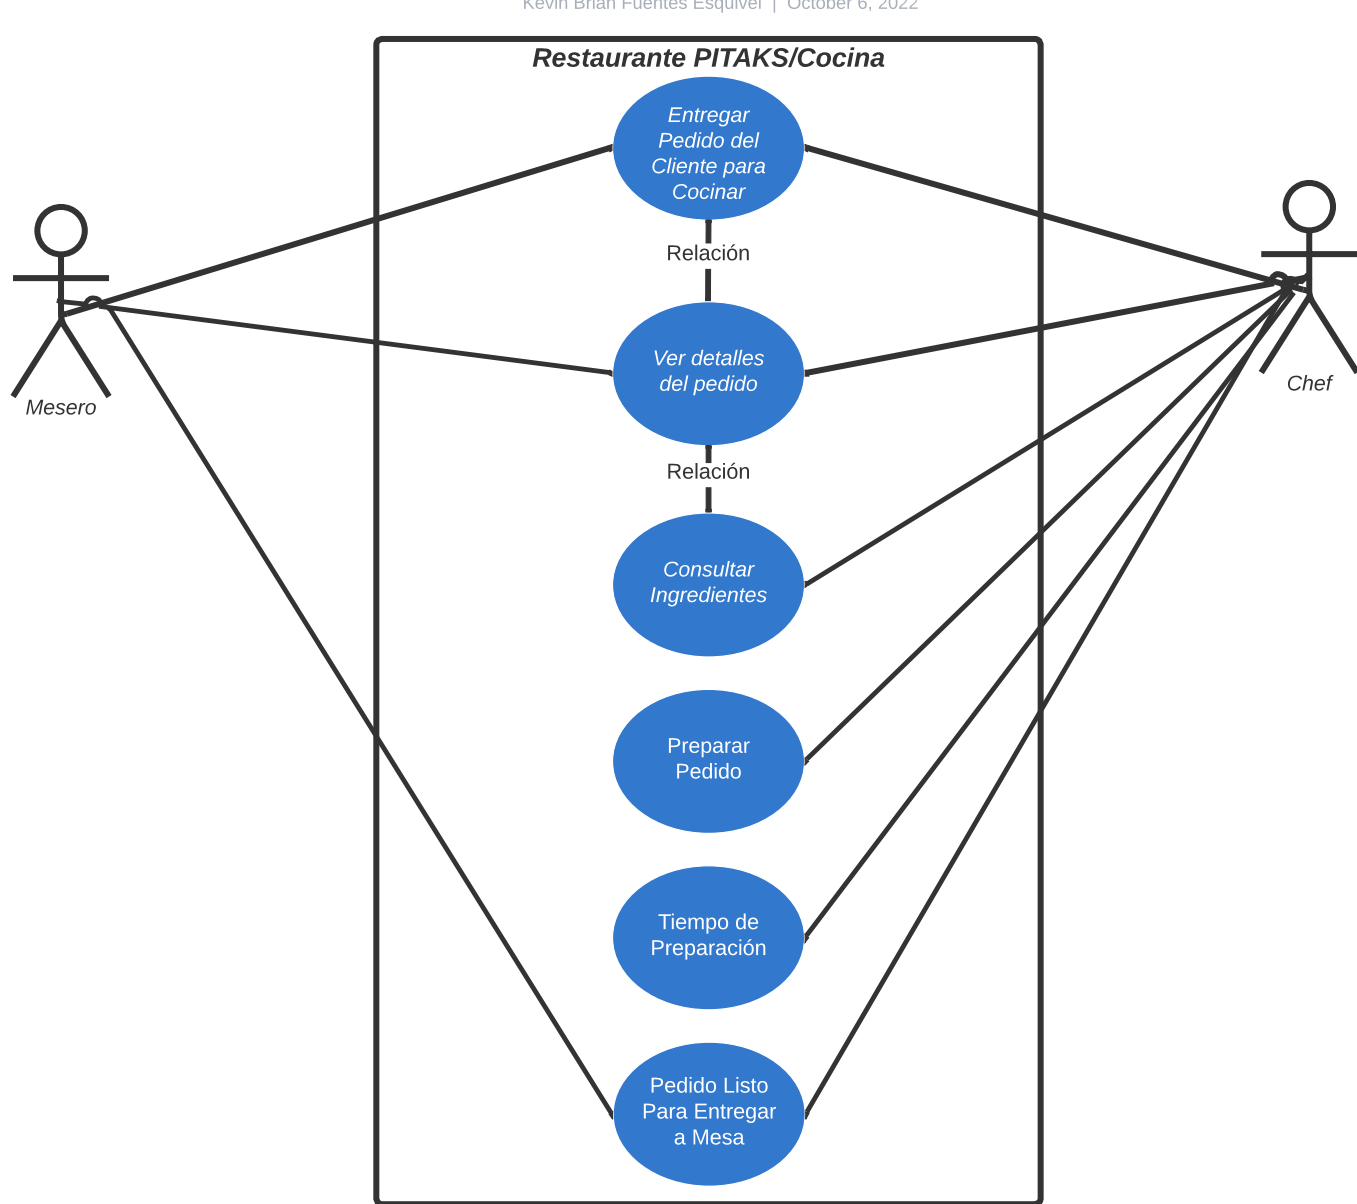 Kevin Brian Fuentes Esquivel | October 6, 2022
Restaurante PITAKS/Cocina
Entregar
Pedido del
Cliente para
Cocinar
Relación
Ver detalles
del pedido
Mesero
Chef
Relación
Consultar
Ingredientes
Preparar
Pedido
Tiempo de
Preparación
Pedido Listo
Para Entregar
a Mesa